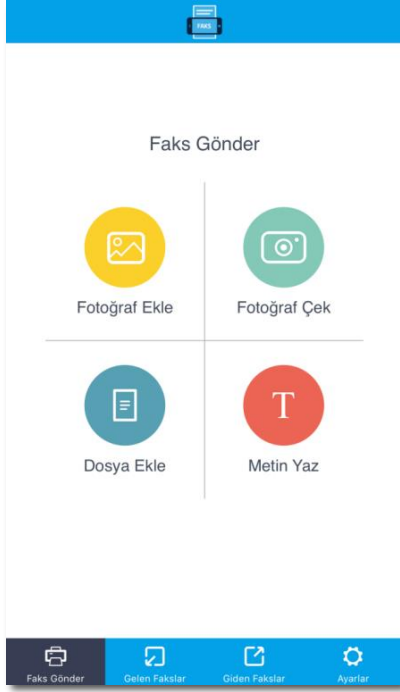 FAKS
Faks Gönder
Fotoğraf Ekle
Fotoğraf Çek
T
Dosya Ekle
Metin Yaz
Faks Gönder
Gelen Fakslar
Giden Fakslar
Ayarlar